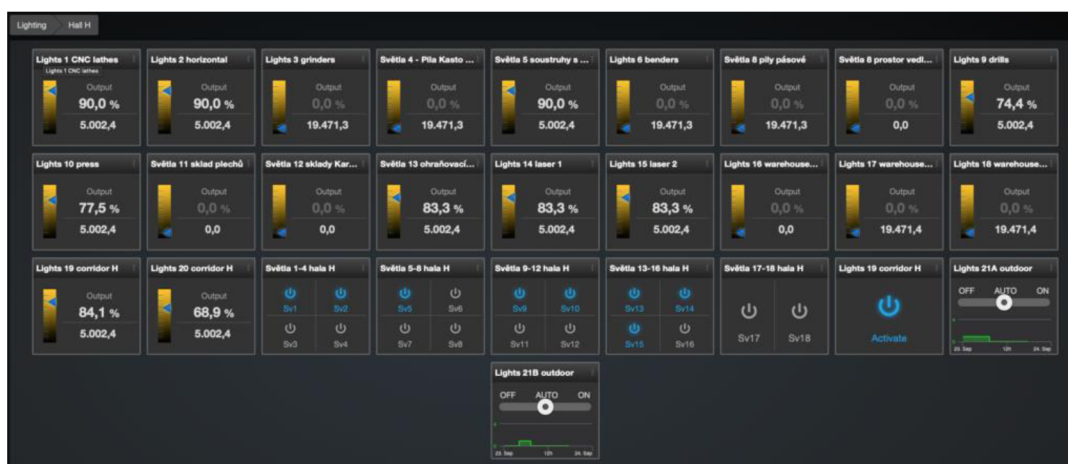 Lighting Hall H
Lights 1 CNC lathes
Lights 1 CNC lathes
Output
90,0 %
5.002,4
Lights 2 horizontal
Output
90,0 %
5.002,4
Lights 3 grinders
Output
0,0 %
19.471,3
Světla 4 - Pila Kasto ...
Output
0,0 %
19.471,3
Světla 5 soustruhy s ...
Output
90,0 %
5.002,4
Lights 6 benders
Output
0,0 %
19.471,3
Světla 8 pily pásové
Output
0,0 %
19.471,3
Světla 8 prostor vedl...
Output
0,0 %
0,0
Lights 9 drills
Output
74,4 %
5.002,4
Lights 10 press
Output
77,5 %
5.002,4
Světla 11 sklad plechů
Output
0,0 %
0,0
Světla 12 sklady Kar...
Output
0,0 %
0,0
Světla 13 ohraňovací...
Output
83,3 %
5.002,4
Lights 14 laser 1
Output
83,3 %
5.002,4
Lights 15 laser 2
Output
83,3 %
5.002,4
Lights 16 warehouse...
Output
0,0 %
0,0
Lights 17 warehouse...
Output
0,0 %
19.471,4
Lights 18 warehouse...
Output
0,0 %
19.471,4
Lights 19 corridor H
Output
84,1 %
5.002,4
Lights 20 corridor H
Output
68,9 %
5.002,4
Světla 1-4 hala H
Sv1 Sv2
Sv3 Sv4
Světla 5-8 hala H
Sv5 Sv6
Sv7 Sv8
Světla 9-12 hala H
Sv9 Sv10
Sv11 Sv12
Světla 13-16 hala H
Sv13 Sv14
Sv15 Sv16
Světla 17-18 hala H
Sv17 Sv18
Lights 19 corridor H
Activate
Lights 21A outdoor
OFF AUTO ON
23. Sep 12h 24. Sep
Lights 21B outdoor
OFF AUTO ON
23. Sep 12h 24. Sep